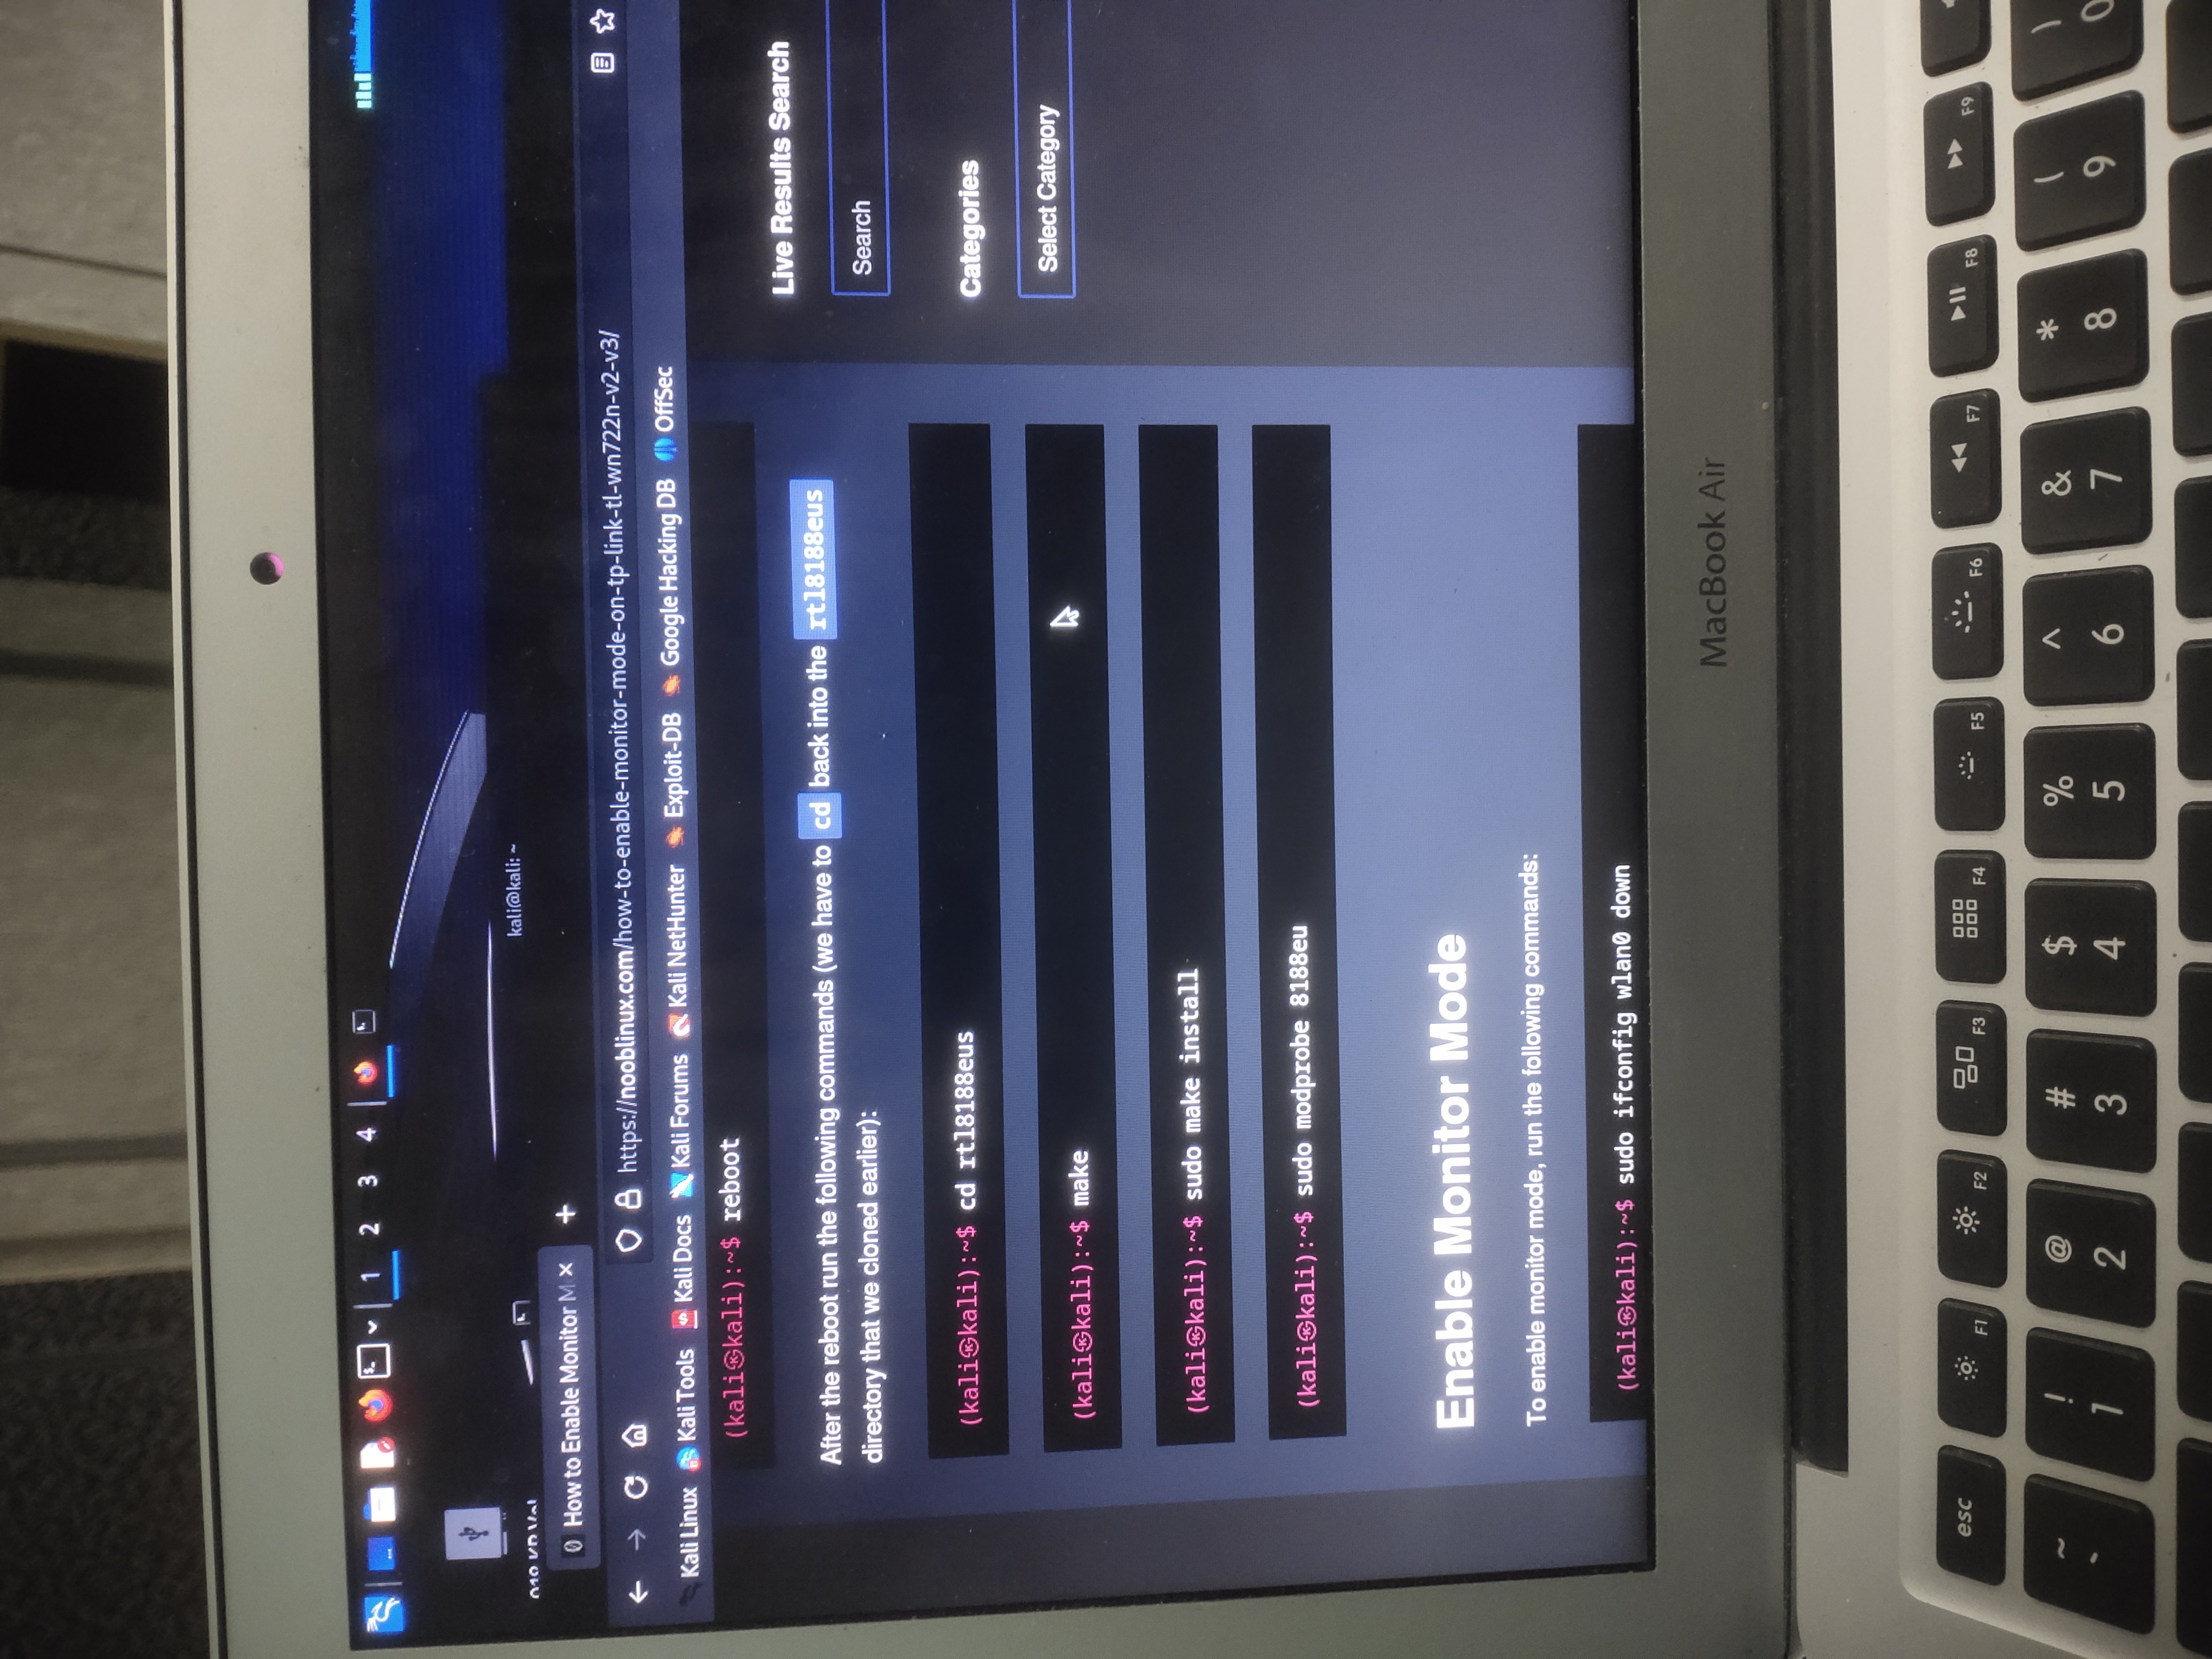 1 2 3 4
kali@kali: ~
How to Enable Monitor M
https://nooblinux.com/how-to-enable-monitor-mode-on-tp-link-tl-wn722n-v2-v3/
Kali Linux Kali Tools Kali Docs Kali Forums Kali NetHunter Exploit-DB Google Hacking DB OffSec
(kali㉿kali):~$ reboot
After the reboot run the following commands (we have to cd back into the rtl8188eus
directory that we cloned earlier):
(kali㉿kali):~$ cd rtl8188eus
(kali㉿kali):~$ make
(kali㉿kali):~$ sudo make install
(kali㉿kali):~$ sudo modprobe 8188eu
Enable Monitor Mode
To enable monitor mode, run the following commands:
(kali㉿kali):~$ sudo ifconfig wlan0 down
Live Results Search
Search
Categories
Select Category
MacBook Air
esc F1 F2 F3 F4 F5 F6 F7 F8 F9
~ ! @ # $ % ^ & * ( )
` 1 2 3 4 5 6 7 8 9 0